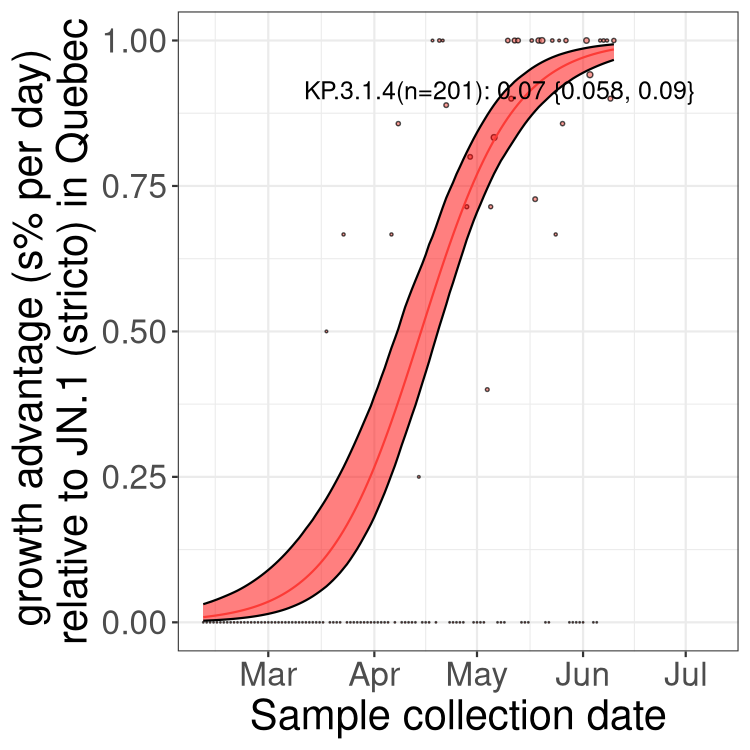 growth advantage (s% per day)
relative to JN.1 (stricto) in Quebec
1.00
0.75
0.50
0.25
0.00
KP.3.1.4(n=201): 0.07 {0.058, 0.09}
Mar Apr May Jun Jul
Sample collection date